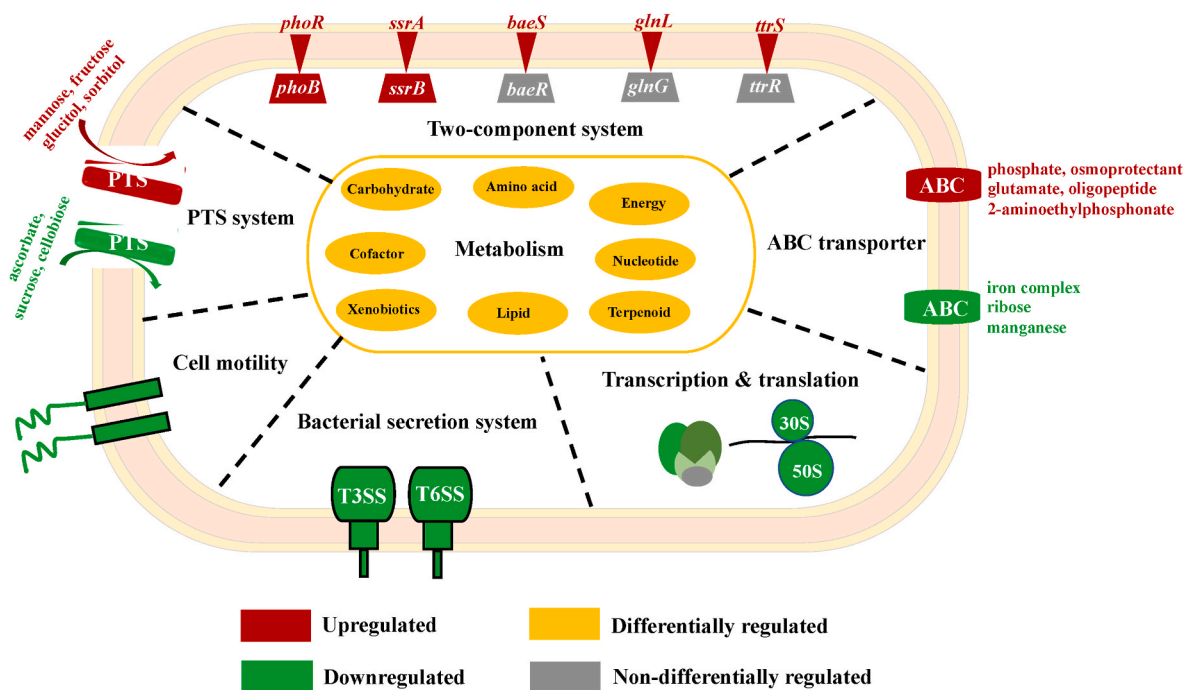 phoR ssrA baeS glnL ttrS
phoB ssrB baeR glnG ttrR
Two-component system
mannose, fructose
glucitol, sorbitol
PTS
PTS system
PTS
ascorbate,
sucrose, cellobiose
Carbohydrate
Amino acid
Energy
Cofactor
Metabolism
Nucleotide
Xenobiotics
Lipid
Terpenoid
ABC transporter
ABC
phosphate, osmoprotectant
glutamate, oligopeptide
2-aminoethylphosphonate
ABC
iron complex
ribose
manganese
Cell motility
Bacterial secretion system
T3SS T6SS
Transcription & translation
30S
50S
Upregulated
Differentially regulated
Downregulated
Non-differentially regulated